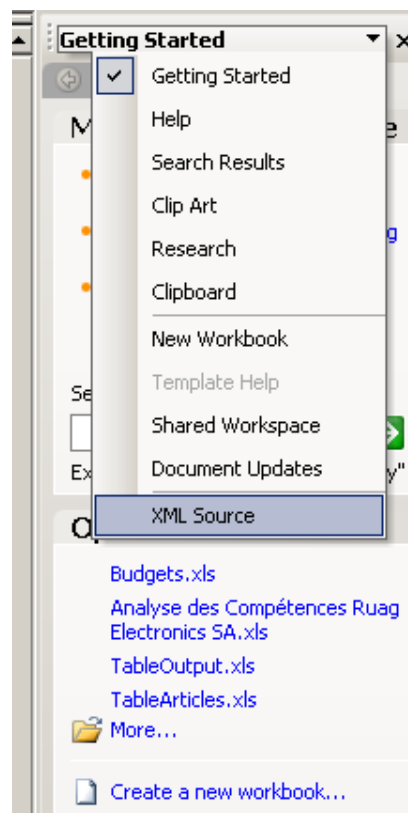 Getting Started
Getting Started
Help
Search Results
Clip Art
Research
Clipboard
New Workbook
Template Help
Shared Workspace
Document Updates
XML Source
Budgets.xls
Analyse des Compétences Ruag
Electronics SA.xls
TableOutput.xls
TableArticles.xls
More...
Create a new workbook...